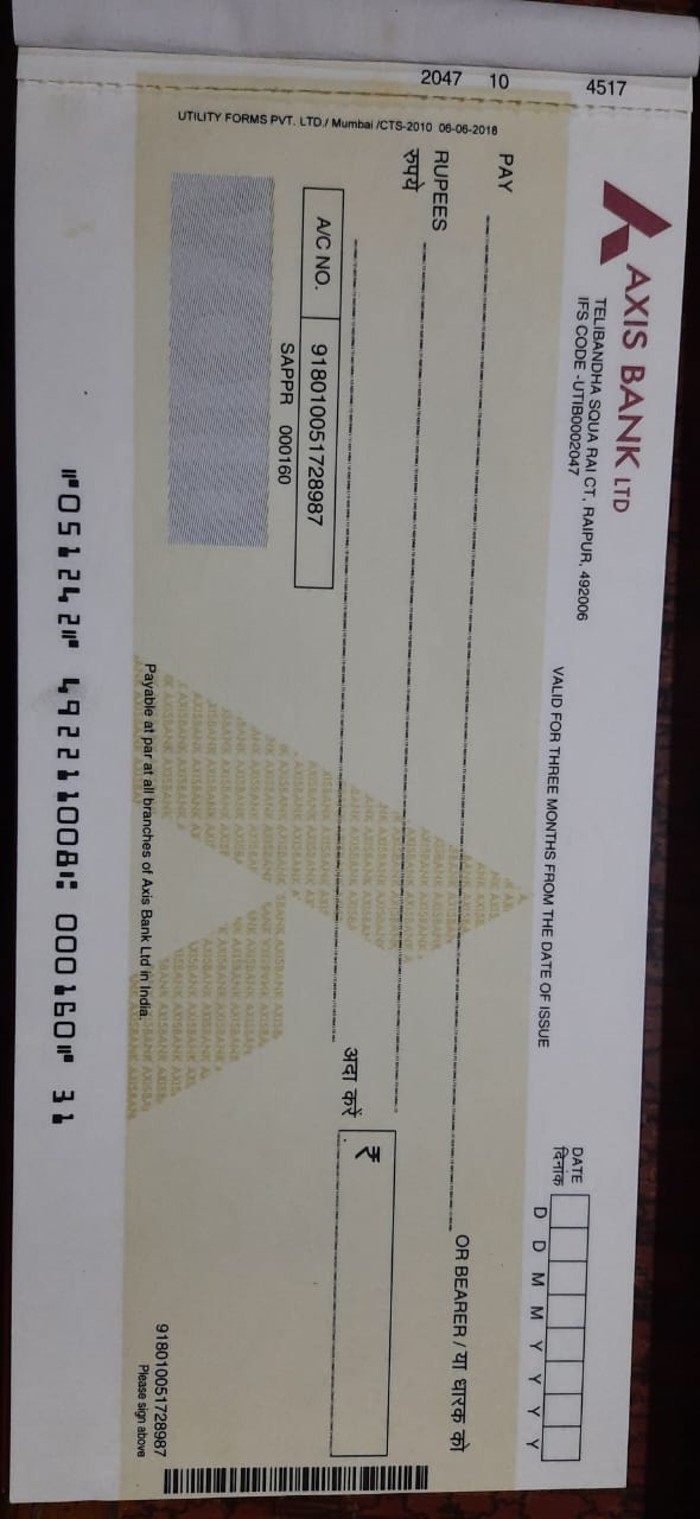 2047 10 4517
AXIS BANK LTD
TELIBANDHA SQUA RAI CT, RAIPUR, 492006
IFS CODE -UTIB0002047
VALID FOR THREE MONTHS FROM THE DATE OF ISSUE
DATE
दिनांक
D D M M Y Y Y Y
PAY
OR BEARER / या धारक को
RUPEES
रुपये
अदा करें
₹
A/C NO. 918010051728987
SAPPR 000160
UTILITY FORMS PVT. LTD./ Mumbai /CTS-2010 06-06-2018
Payable at par at all branches of Axis Bank Ltd in India.
918010051728987
Please sign above
⑈051242⑈ 492211008⑆ 000160⑈ 31